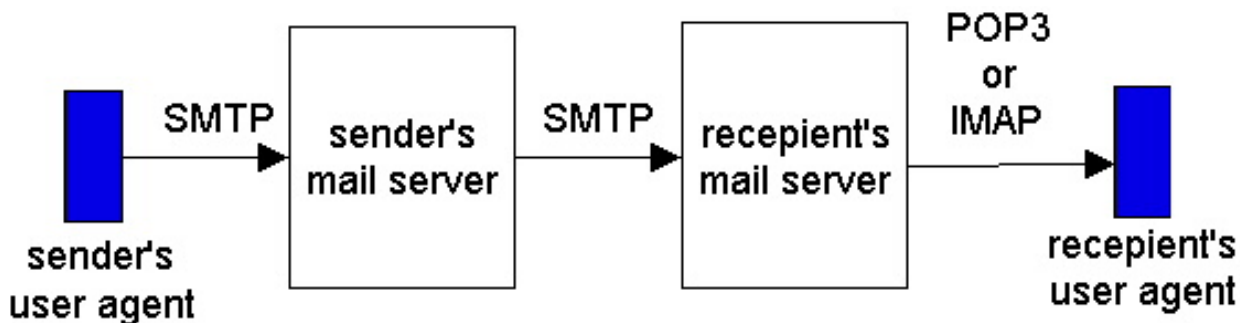 sender's
user agent
SMTP
sender's
mail server
SMTP
recepient's
mail server
POP3
or
IMAP
recepient's
user agent